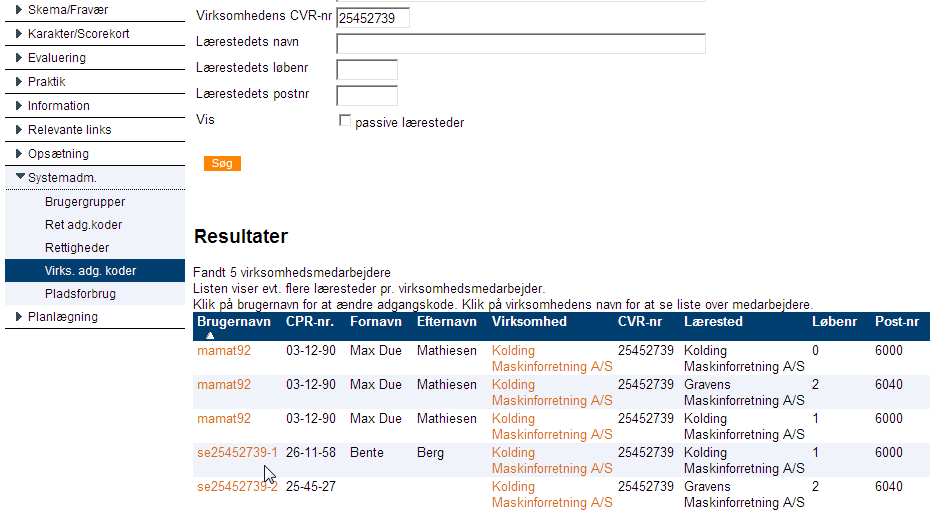 Skema/Fravær
Karakter/Scorekort
Evaluering
Praktik
Information
Relevante links
Opsætning
Systemadm.
Brugergrupper
Ret adg.koder
Rettigheder
Virks. adg. koder
Pladsforbrug
Planlægning
Virksomhedens CVR-nr 25452739
Lærestedets navn
Lærestedets løbenr
Lærestedets postnr
Vis passive læresteder
Søg
Resultater
Fandt 5 virksomhedsmedarbejdere
Listen viser evt. flere læresteder pr. virksomhedsmedarbejder.
Klik på brugernavn for at ændre adgangskode. Klik på virksomhedens navn for at se liste over medarbejdere.
Brugernavn CPR-nr. Fornavn Efternavn Virksomhed CVR-nr Lærested Løbenr Post-nr
mamat92 03-12-90 Max Due Mathiesen Kolding 25452739 Kolding 0 6000
Maskinforretning A/S Maskinforretning A/S
mamat92 03-12-90 Max Due Mathiesen Kolding 25452739 Gravens 2 6040
Maskinforretning A/S Maskinforretning A/S
mamat92 03-12-90 Max Due Mathiesen Kolding 25452739 Kolding 1 6000
Maskinforretning A/S Maskinforretning A/S
se25452739-1 26-11-58 Bente Berg Kolding 25452739 Kolding 1 6000
Maskinforretning A/S Maskinforretning A/S
se25452739-2 25-45-27 Kolding 25452739 Gravens 2 6040
Maskinforretning A/S Maskinforretning A/S